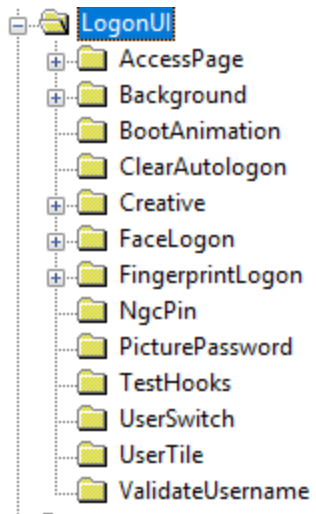 LogonUI
AccessPage
Background
BootAnimation
ClearAutologon
Creative
FaceLogon
FingerprintLogon
NgcPin
PicturePassword
TestHooks
UserSwitch
UserTile
ValidateUsername